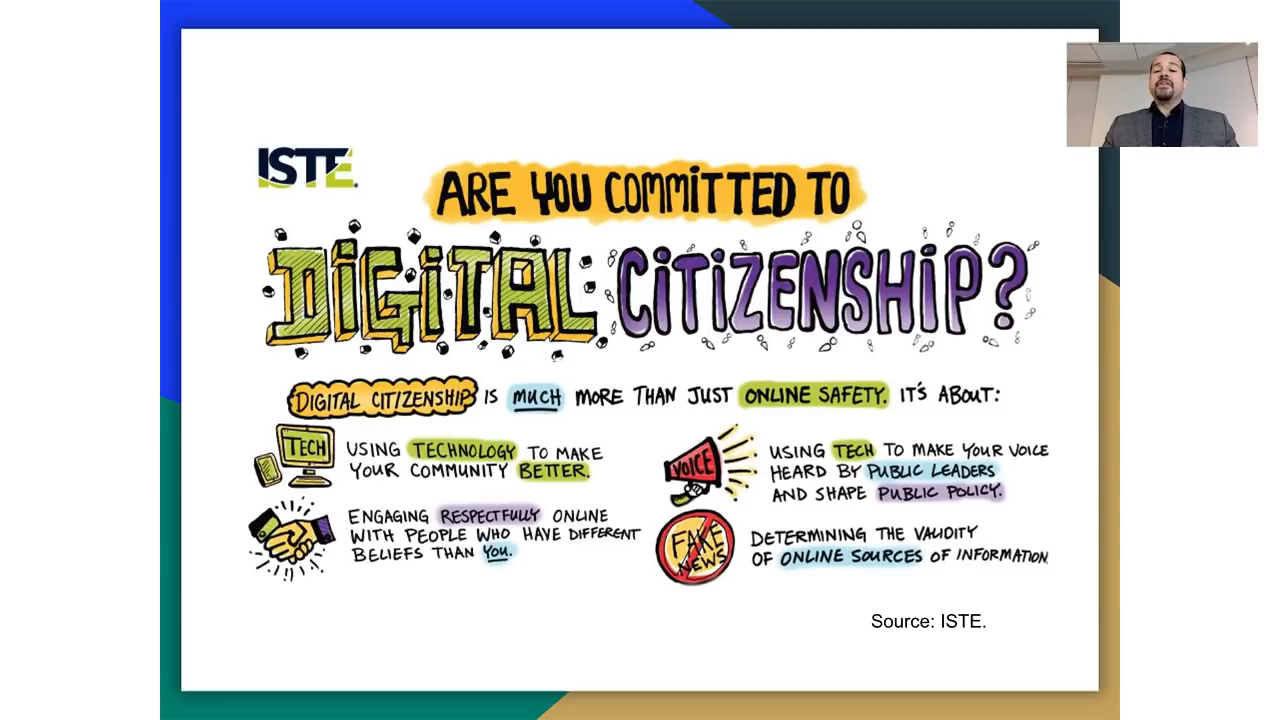 ISTE®
ARE YOU COMMITTED TO
DIGITAL CITIZENSHIP?
DIGITAL CITIZENSHIP IS MUCH MORE THAN JUST ONLINE SAFETY. IT'S ABOUT:
TECH
USING TECHNOLOGY TO MAKE
YOUR COMMUNITY BETTER.
ENGAGING RESPECTFULLY ONLINE
WITH PEOPLE WHO HAVE DIFFERENT
BELIEFS THAN YOU.
VOICE
USING TECH TO MAKE YOUR VOICE
HEARD BY PUBLIC LEADERS
AND SHAPE PUBLIC POLICY.
FAKE
NEWS
DETERMINING THE VALIDITY
OF ONLINE SOURCES OF INFORMATION.
Source: ISTE.